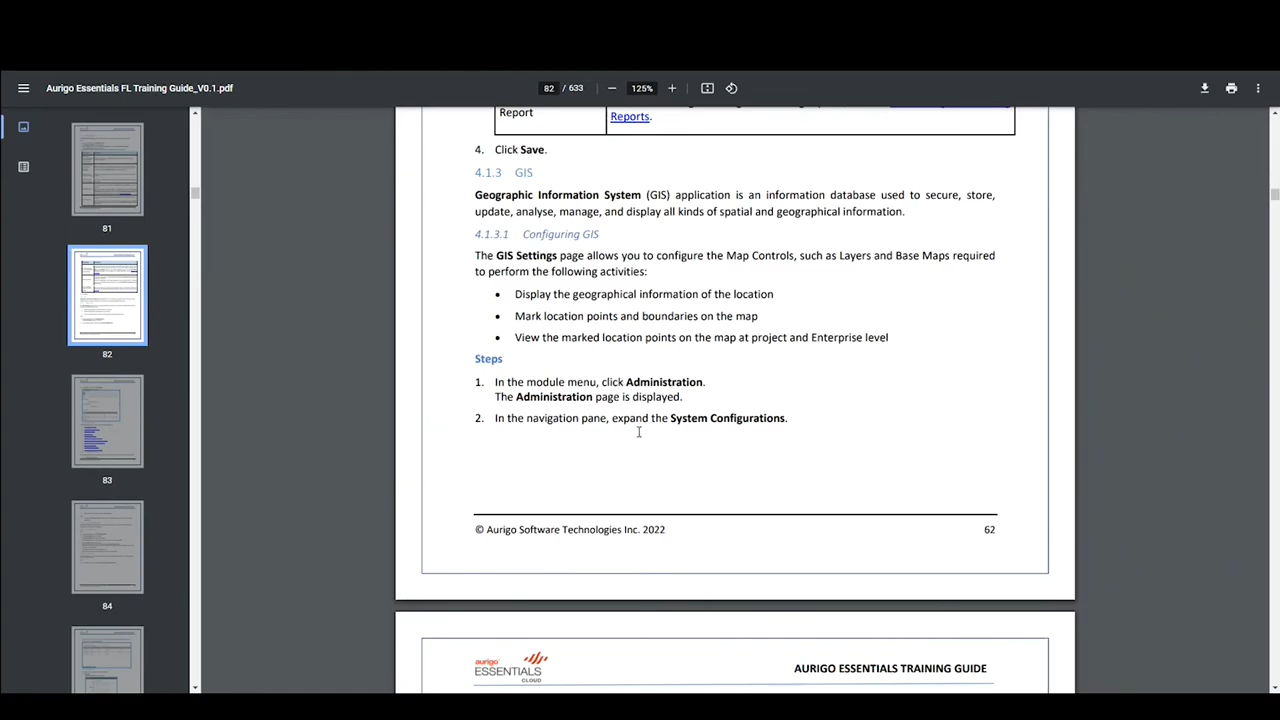 Aurigo Essentials FL Training Guide_V0.1.pdf
82 / 633
125%
81
82
83
84
Report
Reports.
4. Click Save.
4.1.3 GIS
Geographic Information System (GIS) application is an information database used to secure, store,
update, analyse, manage, and display all kinds of spatial and geographical information.
4.1.3.1 Configuring GIS
The GIS Settings page allows you to configure the Map Controls, such as Layers and Base Maps required
to perform the following activities:
• Display the geographical information of the location
• Mark location points and boundaries on the map
• View the marked location points on the map at project and Enterprise level
Steps
1. In the module menu, click Administration.
The Administration page is displayed.
2. In the navigation pane, expand the System Configurations.
© Aurigo Software Technologies Inc. 2022
62
aurigo
ESSENTIALS
CLOUD
AURIGO ESSENTIALS TRAINING GUIDE